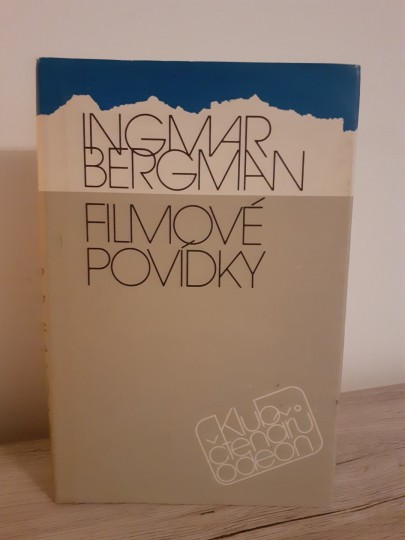 INGMAR
BERGMAN
FILMOVÉ
POVÍDKY
Klub
čtenářů
odeon